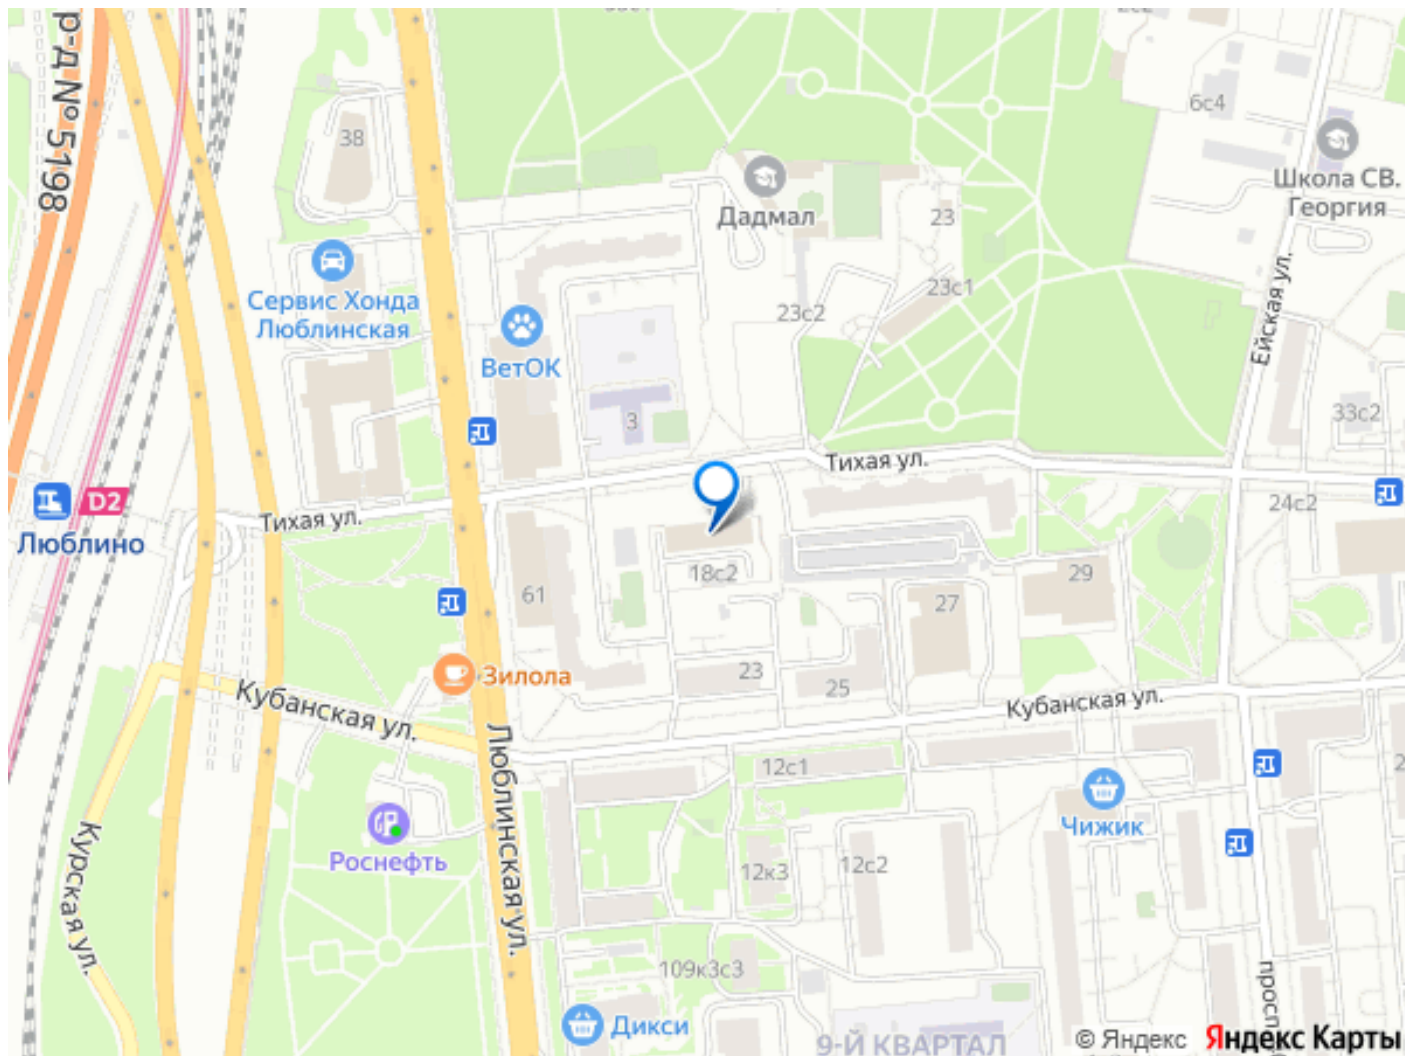 р-д № 5198
38
6с4
Школа СВ.
Георгия
Дадмал
23
Сервис Хонда
Люблинская
23с1
23с2
Ейская ул.
ВетОК
3
33с2
Тихая ул.
D2
24с2
Тихая ул.
Люблино
18с2
29
61
27
Зилола
23
25
Кубанская ул.
Кубанская ул.
Люблинская ул.
12с1
Чижик
Роснефть
Курская ул.
12к3
12с2
109к3с3
Дикси
9-Й КВАРТАЛ
© Яндекс Яндекс Карты